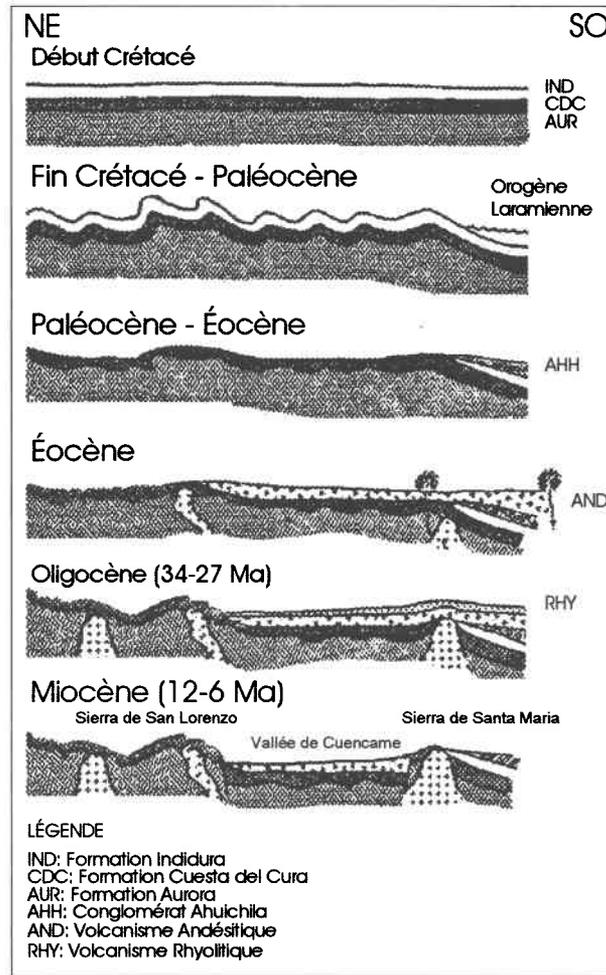 NE SO
Début Crétacé
IND
CDC
AUR
Fin Crétacé - Paléocène
Orogène
Laramienne
Paléocène - Éocène
AHH
Éocène
AND
Oligocène (34-27 Ma)
RHY
Miocène (12-6 Ma)
Sierra de San Lorenzo Sierra de Santa Maria
Vallée de Cuencame
LÉGENDE
IND: Formation Indidura
CDC: Formation Cuesta del Cura
AUR: Formation Aurora
AHH: Conglomérat Ahuichila
AND: Volcanisme Andésitique
RHY: Volcanisme Rhyolitique